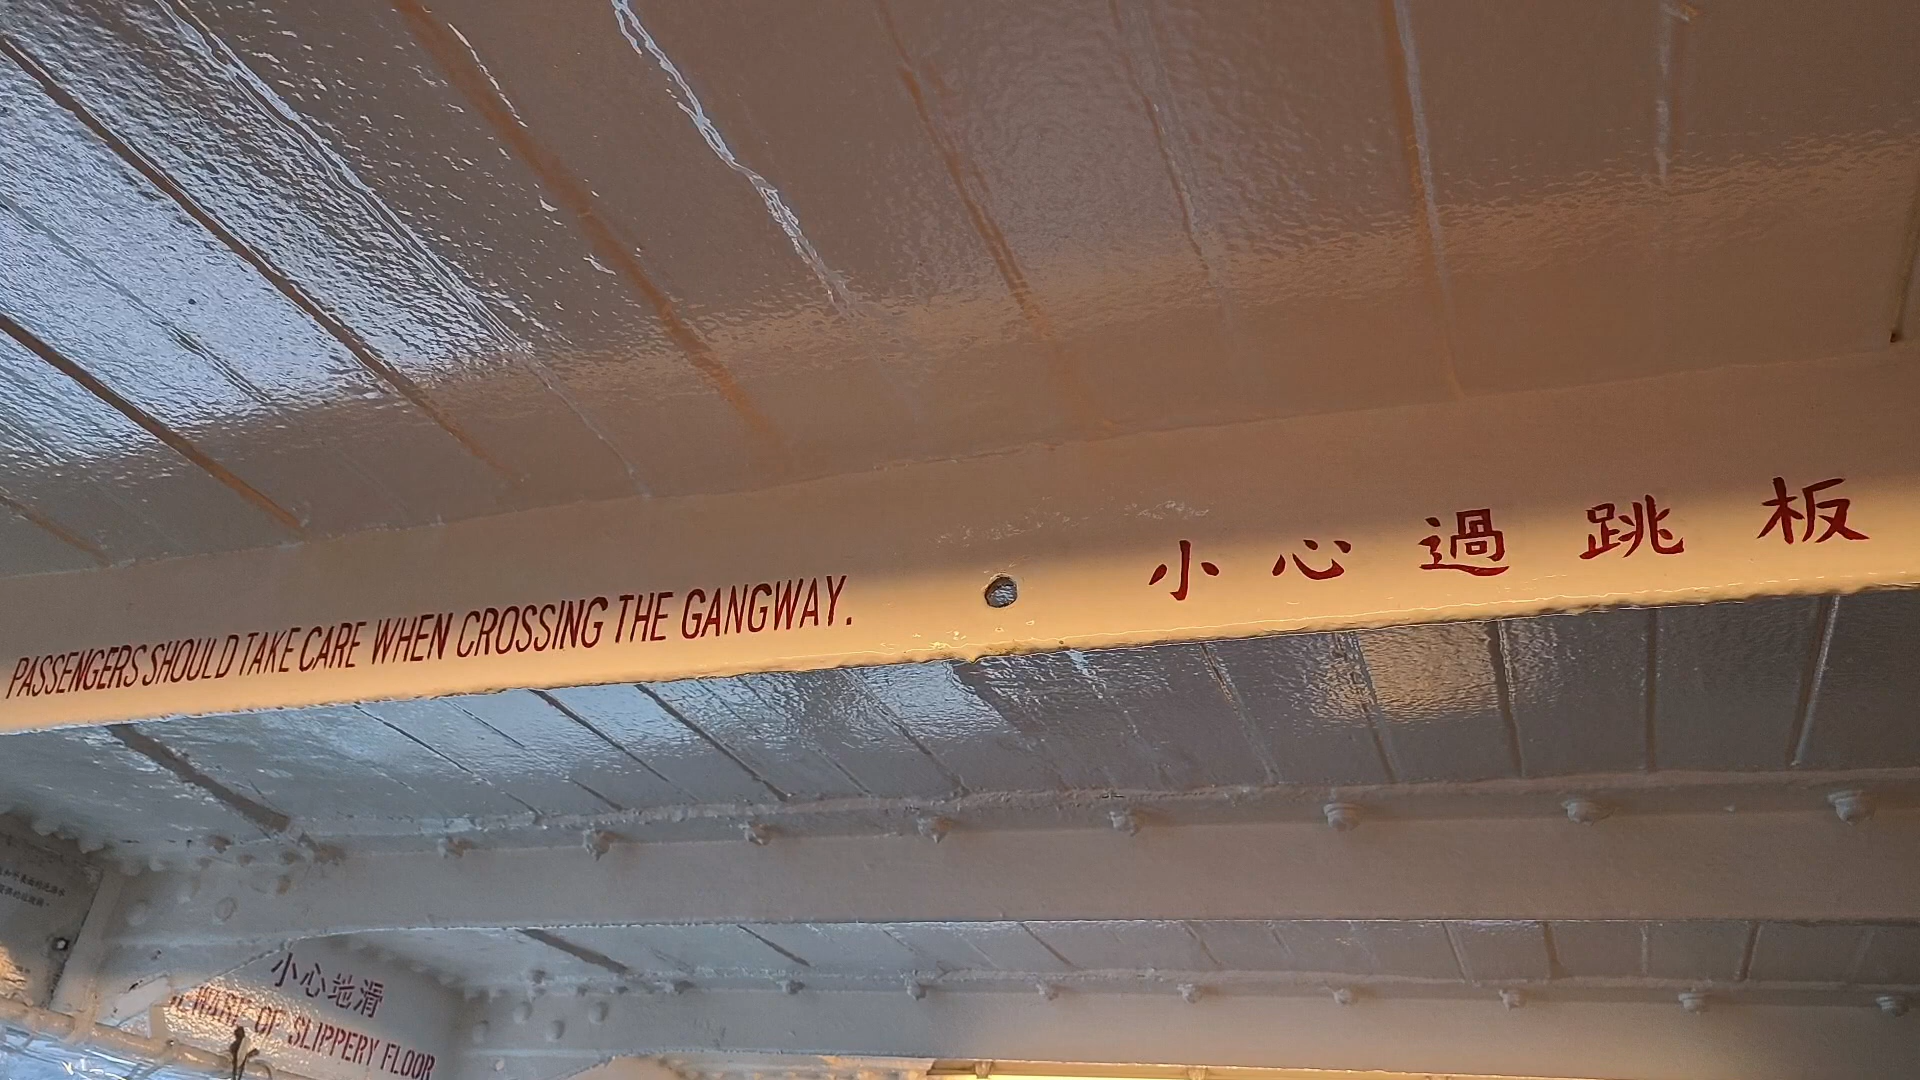 PASSENGERS SHOULD TAKE CARE WHEN CROSSING THE GANGWAY.
小心過跳板
小心地滑
BEWARE OF SLIPPERY FLOOR